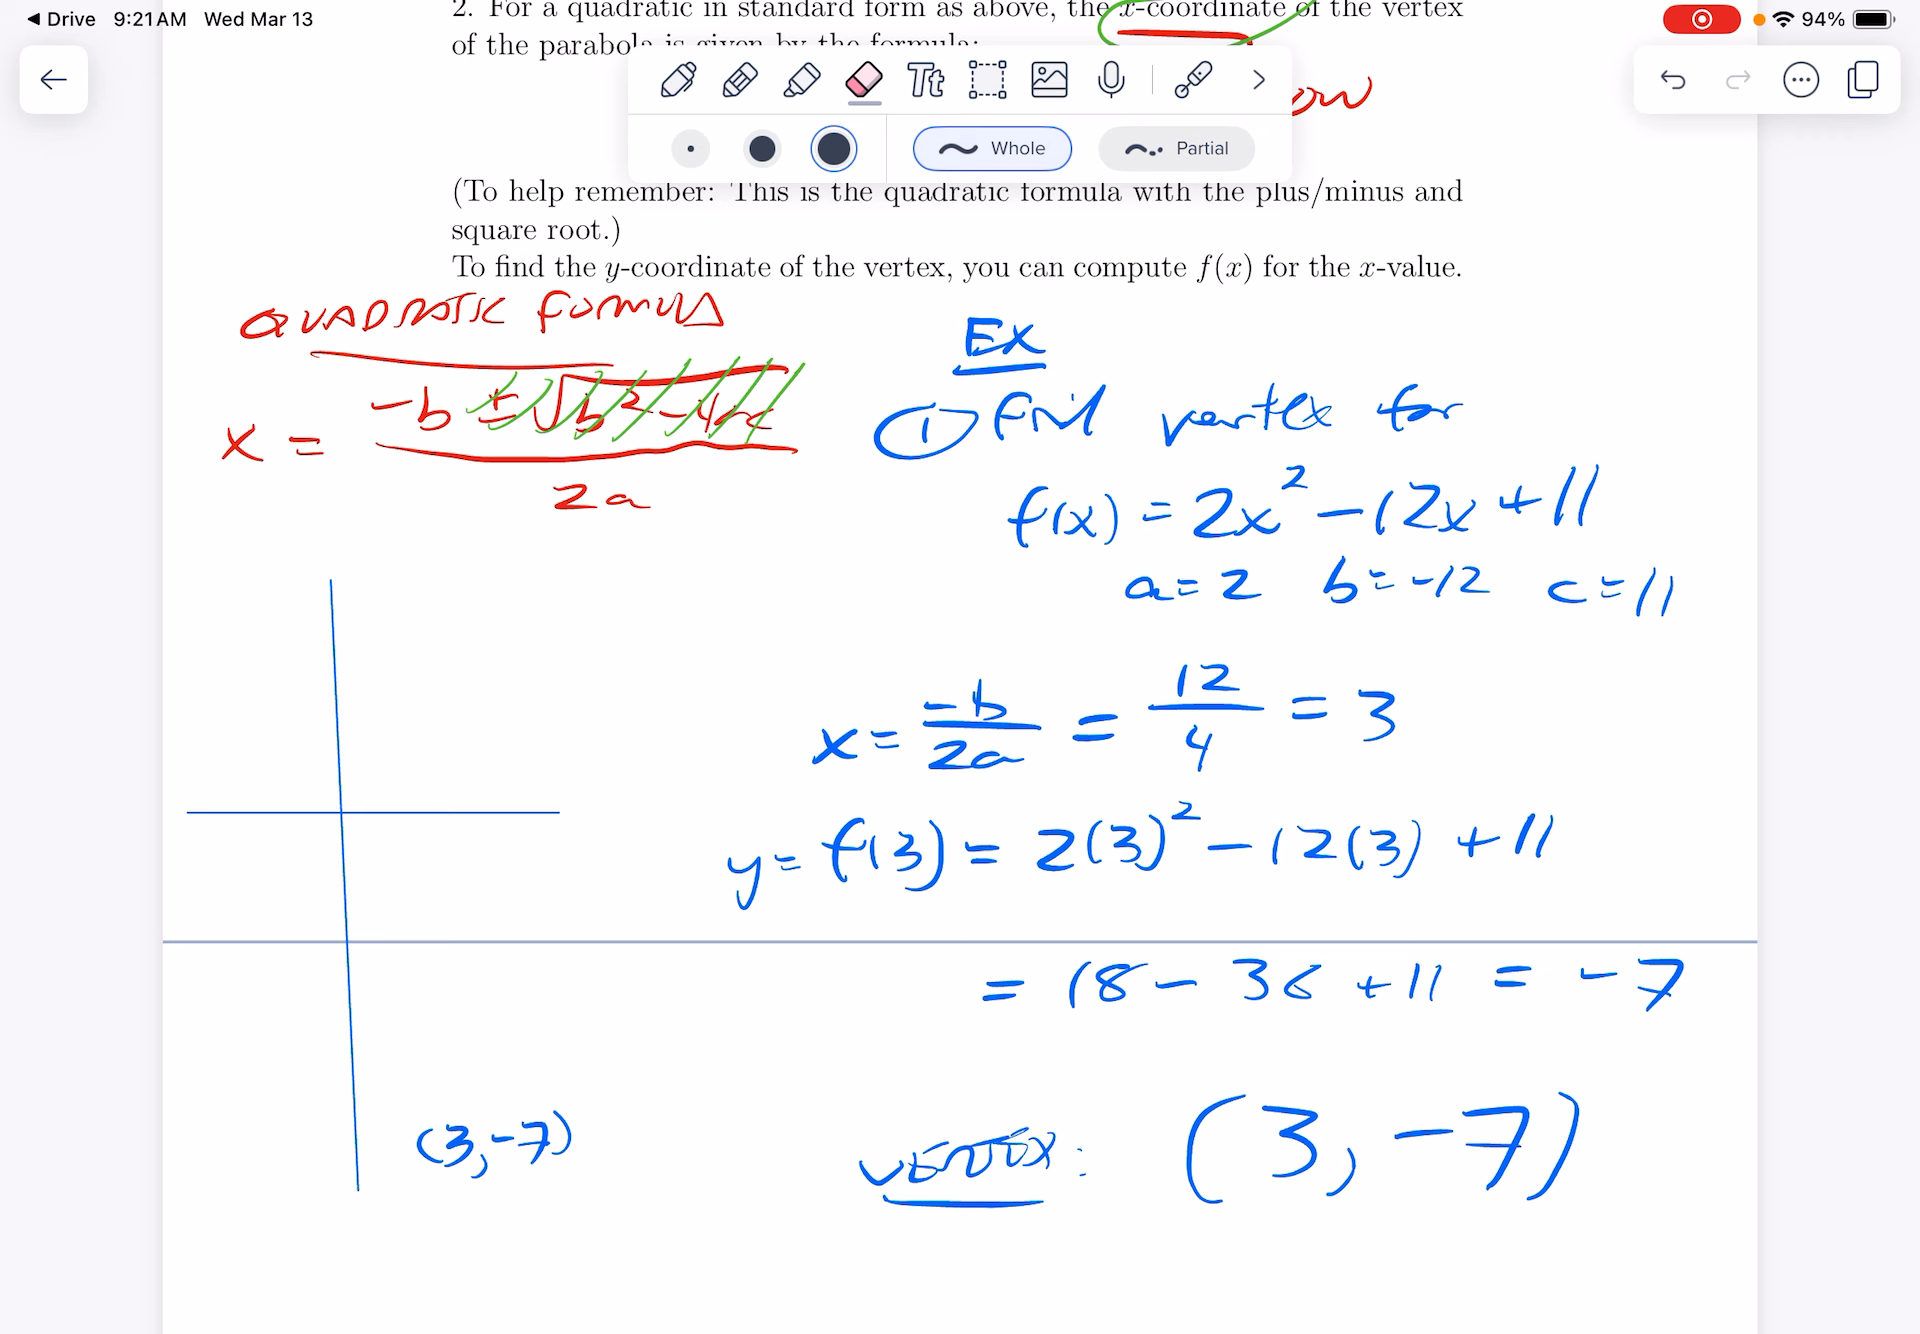 Drive 9:21 AM Wed Mar 13
94%
2. For a quadratic in standard form as above, the x-coordinate of the vertex
of the parabola is given by the formula:
Tt
Whole
Partial
(To help remember: This is the quadratic formula with the plus/minus and
square root.)
To find the y-coordinate of the vertex, you can compute f(x) for the x-value.
QUADRATIC FORMULA
x = -b ± √b² - 4ac / 2a
EX
① Find vertex for
f(x) = 2x² - 12x + 11
a = 2 b = -12 c = 11
x = -b / 2a = 12 / 4 = 3
y = f(3) = 2(3)² - 12(3) + 11
= 18 - 36 + 11 = -7
(3, -7)
VERTEX: (3, -7)